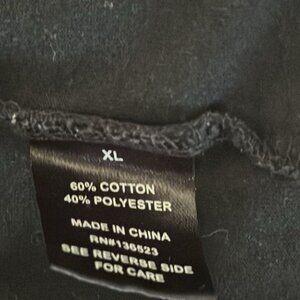 XL
60% COTTON
40% POLYESTER
MADE IN CHINA
RN#136523
SEE REVERSE SIDE
FOR CARE